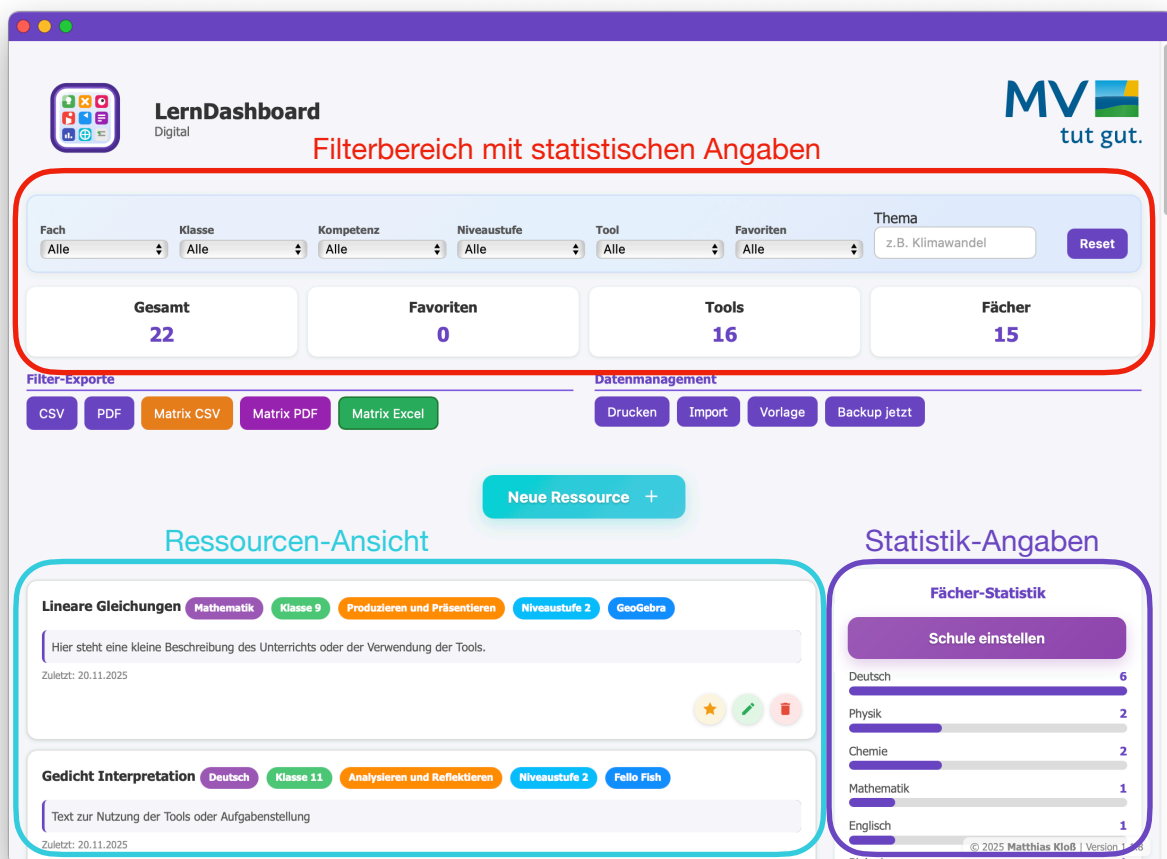 LernDashboard
Digital
MV
tut gut.
Filterbereich mit statistischen Angaben
Fach Klasse Kompetenz Niveaustufe Tool Favoriten Thema
Alle Alle Alle Alle Alle Alle z.B. Klimawandel Reset
Gesamt Favoriten Tools Fächer
22 0 16 15
Filter-Exporte Datenmanagement
CSV PDF Matrix CSV Matrix PDF Matrix Excel Drucken Import Vorlage Backup jetzt
Neue Ressource +
Ressourcen-Ansicht
Lineare Gleichungen Mathematik Klasse 9 Produzieren und Präsentieren Niveaustufe 2 GeoGebra
Hier steht eine kleine Beschreibung des Unterrichts oder der Verwendung der Tools.
Zuletzt: 20.11.2025
Gedicht Interpretation Deutsch Klasse 11 Analysieren und Reflektieren Niveaustufe 2 Fello Fish
Text zur Nutzung der Tools oder Aufgabenstellung
Zuletzt: 20.11.2025
Statistik-Angaben
Fächer-Statistik
Schule einstellen
Deutsch 6
Physik 2
Chemie 2
Mathematik 1
Englisch 1
© 2025 Matthias Kloß | Version